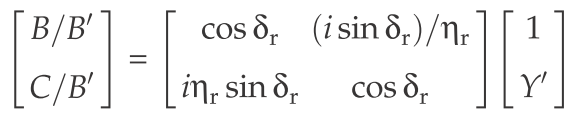 [B/B′ C/B′] = [cos δr (i sin δr)/ηr iηr sin δr cos δr] [1 Y′]